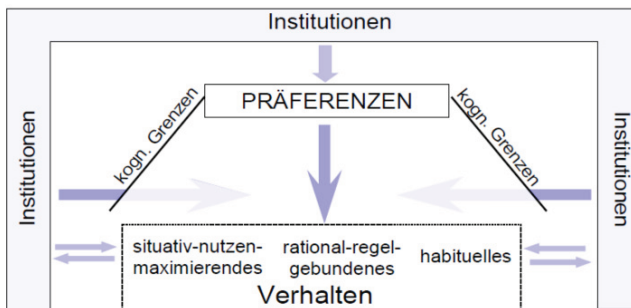 Institutionen
PRÄFERENZEN
kogn. Grenzen
kogn. Grenzen
Institutionen
Institutionen
situativ-nutzen-
maximierendes
rational-regel-
gebundenes
habituelles
Verhalten